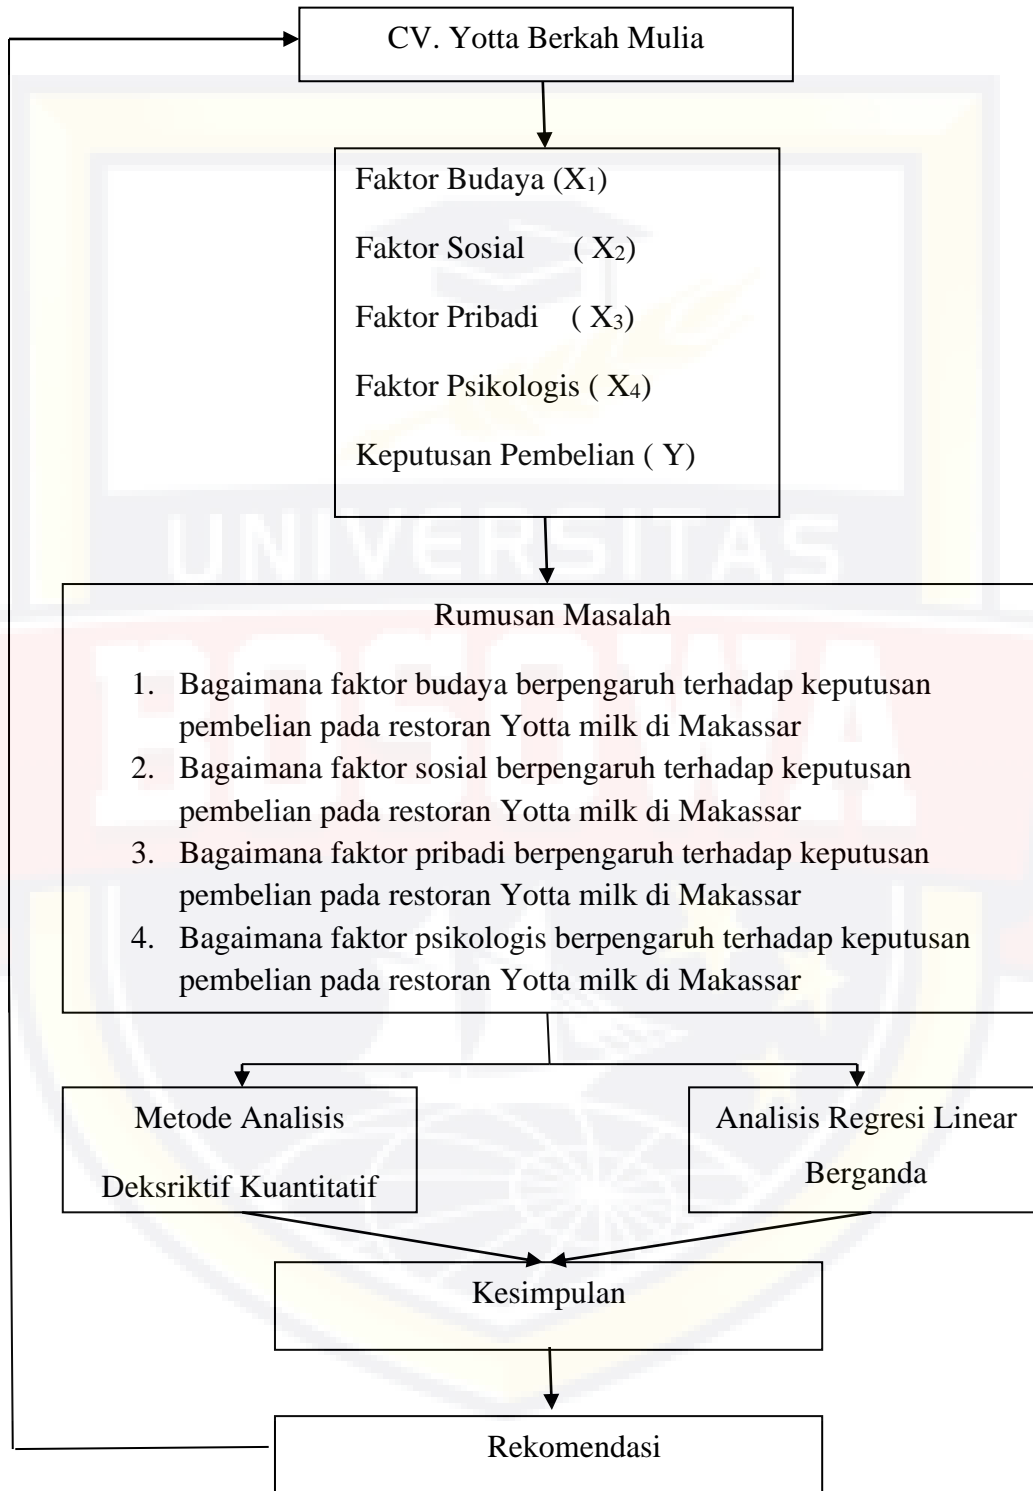 CV. Yotta Berkah Mulia
Faktor Budaya (X₁)
Faktor Sosial ( X₂)
Faktor Pribadi ( X₃)
Faktor Psikologis ( X₄)
Keputusan Pembelian ( Y)
UNIVERSITAS
BOSOWA
Rumusan Masalah
1. Bagaimana faktor budaya berpengaruh terhadap keputusan
pembelian pada restoran Yotta milk di Makassar
2. Bagaimana faktor sosial berpengaruh terhadap keputusan
pembelian pada restoran Yotta milk di Makassar
3. Bagaimana faktor pribadi berpengaruh terhadap keputusan
pembelian pada restoran Yotta milk di Makassar
4. Bagaimana faktor psikologis berpengaruh terhadap keputusan
pembelian pada restoran Yotta milk di Makassar
Metode Analisis
Deksriktif Kuantitatif
Analisis Regresi Linear
Berganda
Kesimpulan
Rekomendasi